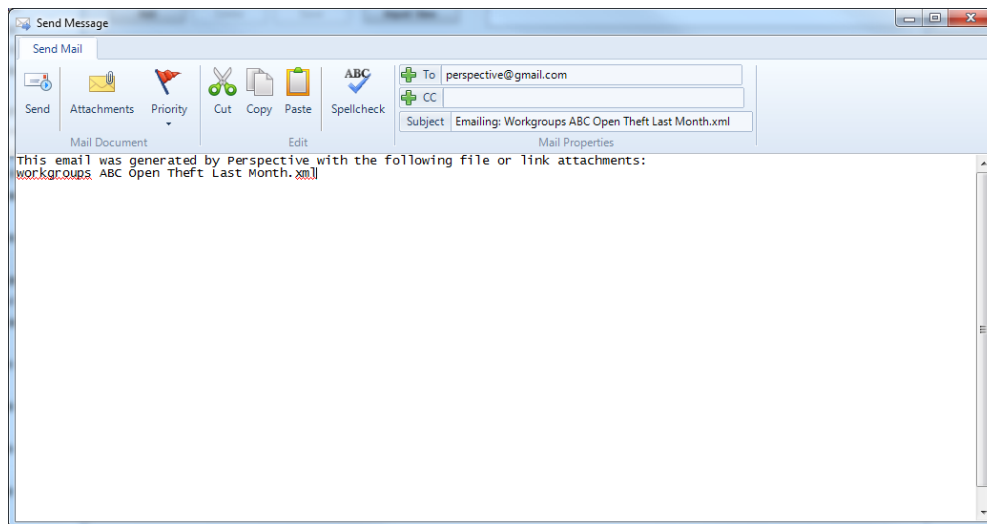 Send Message
Send Mail
Send
Attachments
Priority
Cut
Copy
Paste
ABC
Spellcheck
To perspective@gmail.com
CC
Subject Emailing: Workgroups ABC Open Theft Last Month.xml
Mail Document
Edit
Mail Properties
This email was generated by Perspective with the following file or link attachments:
workgroups ABC Open Theft Last Month.xml